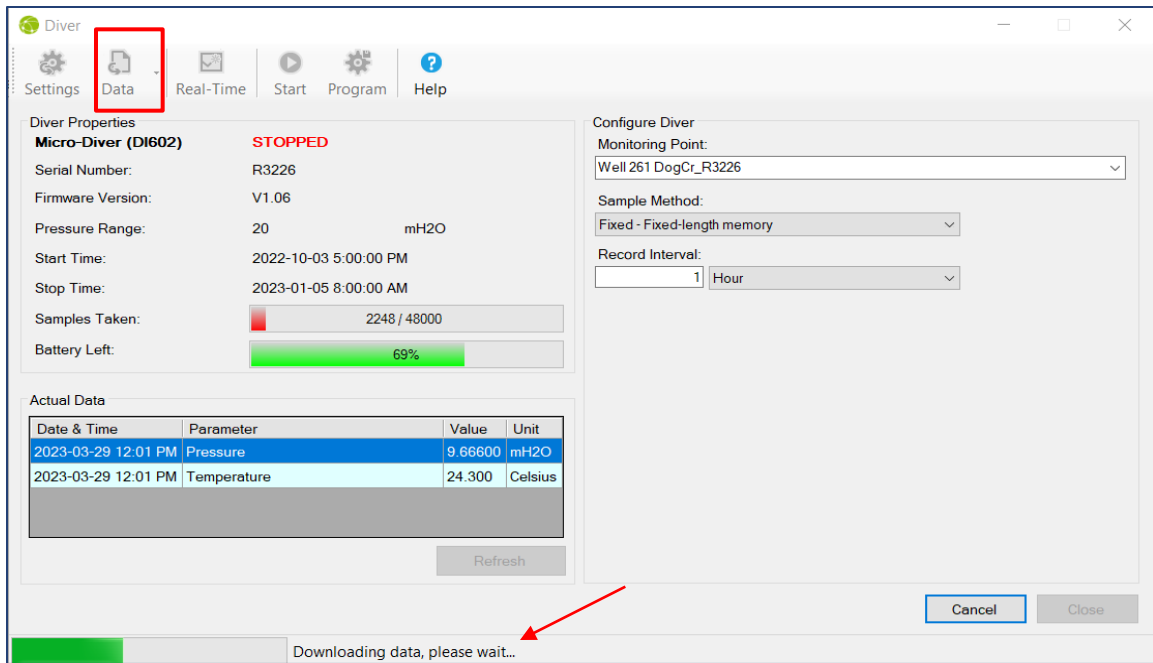 Diver
Settings Data Real-Time Start Program Help
Diver Properties
Micro-Diver (DI602) STOPPED
Serial Number: R3226
Firmware Version: V1.06
Pressure Range: 20 mH2O
Start Time: 2022-10-03 5:00:00 PM
Stop Time: 2023-01-05 8:00:00 AM
Samples Taken: 2248 / 48000
Battery Left: 69%
Actual Data
Date & Time Parameter Value Unit
2023-03-29 12:01 PM Pressure 9.66600 mH2O
2023-03-29 12:01 PM Temperature 24.300 Celsius
Refresh
Configure Diver
Monitoring Point:
Well 261 DogCr_R3226
Sample Method:
Fixed - Fixed-length memory
Record Interval:
1 Hour
Cancel Close
Downloading data, please wait...